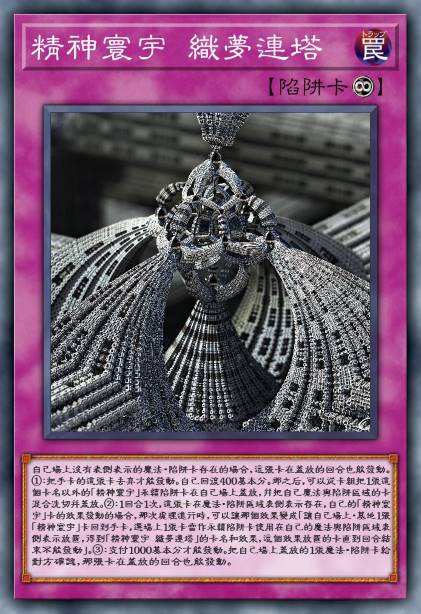 精神寰宇 織夢連塔
トラップ
罠
【陷阱卡】
自己場上沒有表側表示的魔法・陷阱卡存在的場合,這張卡在蓋放的回合也能發動。
①:把手卡的這張卡丟弃才能發動。自己回復400基本分。那之后,可以從卡組把1張這
個卡名以外的「精神寰宇」永續陷阱卡在自己場上蓋放,并把自己魔法與陷阱區域的卡
混合洗切并蓋放。②:1回合1次,這張卡在魔法・陷阱區域表側表示存在,自己的「精神寰
宇」卡的效果發動的場合,那次處理進行時,可以讓那個效果變成「讓自己場上・墓地1張
「精神寰宇」卡回到手卡。選場上1張卡當作永續陷阱卡使用在自己的魔法與陷阱區域表
側表示放置,得到「精神寰宇 織夢連塔」的卡名和效果,這個效果放置的卡直到回合結
束不能發動」。③:支付1000基本分才能發動。把自己場上蓋放的1張魔法・陷阱卡給
對方確認,那張卡在蓋放的回合也能發動。